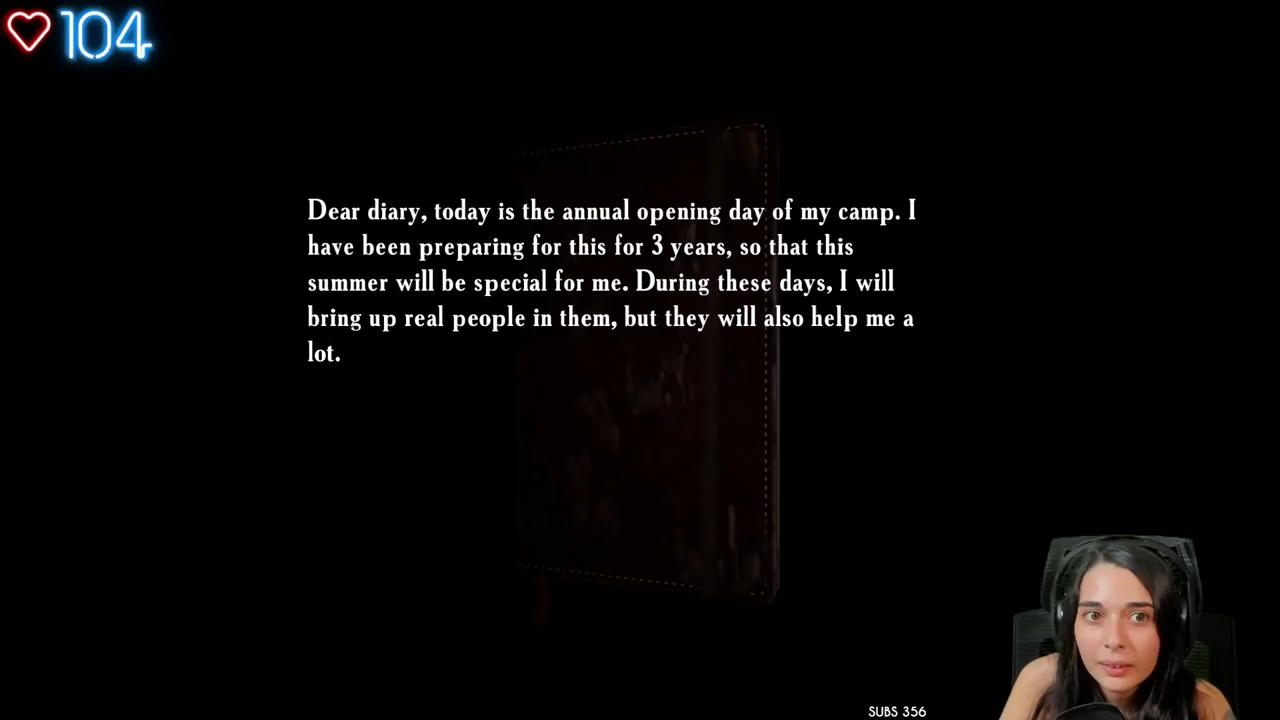 104
Dear diary, today is the annual opening day of my camp. I
have been preparing for this for 3 years, so that this
summer will be special for me. During these days, I will
bring up real people in them, but they will also help me a
lot.
SUBS 356